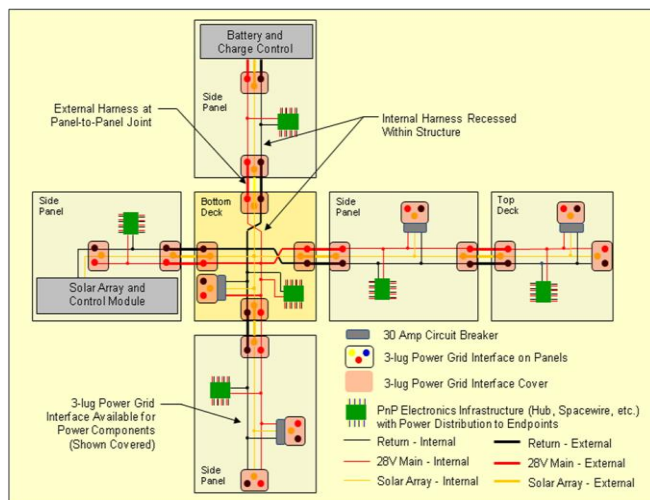 Battery and
Charge Control
Side
Panel
External Harness at
Panel-to-Panel Joint
Internal Harness Recessed
Within Structure
Side
Panel
Bottom
Deck
Side
Panel
Top
Deck
Solar Array and
Control Module
30 Amp Circuit Breaker
3-lug Power Grid Interface on Panels
3-lug Power Grid Interface Cover
PnP Electronics Infrastructure (Hub, Spacewire, etc.)
with Power Distribution to Endpoints
3-lug Power Grid
Interface Available for
Power Components
(Shown Covered)
Side
Panel
Return - Internal
Return - External
28V Main - Internal
28V Main - External
Solar Array - Internal
Solar Array - External